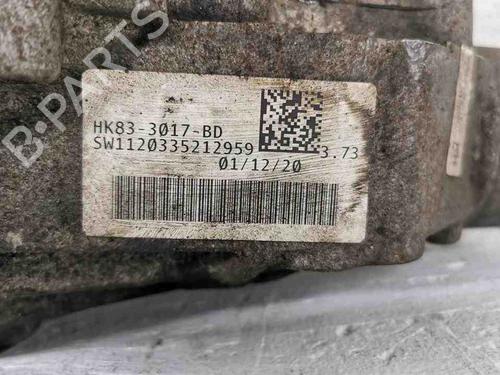 HK83-3017-BD
SW1120335212959
3.73
01/12/20
B-PARTS